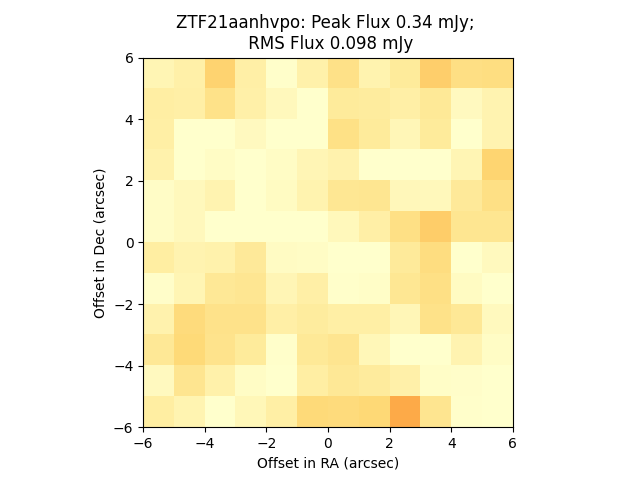 ZTF21aanhvpo: Peak Flux 0.34 mJy;
RMS Flux 0.098 mJy
6
4
2
0
−2
−4
−6
Offset in Dec (arcsec)
−6 −4 −2 0 2 4 6
Offset in RA (arcsec)